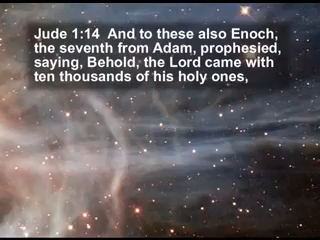 Jude 1:14  And to these also Enoch,
the seventh from Adam, prophesied,
saying, Behold, the Lord came with
ten thousands of his holy ones,